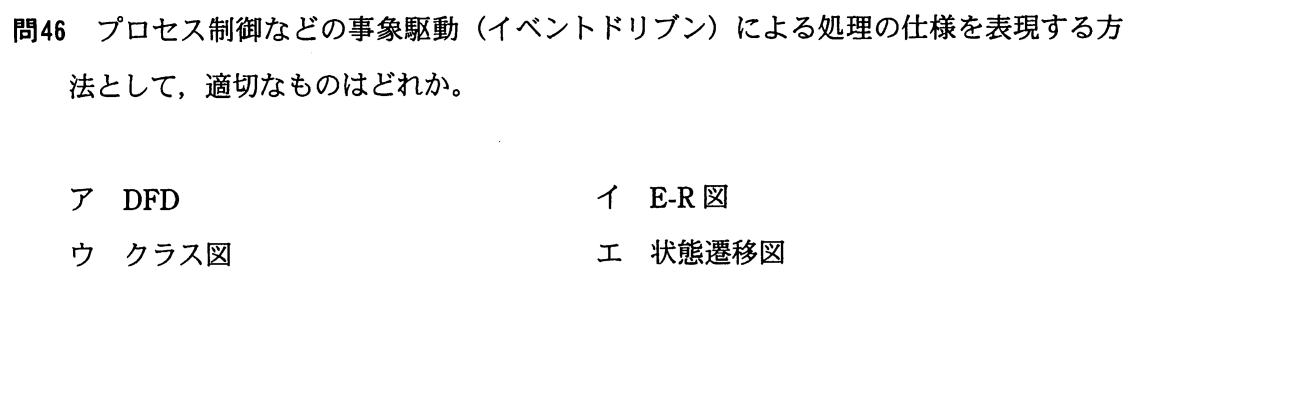 問46　プロセス制御などの事象駆動（イベントドリブン）による処理の仕様を表現する方
法として，適切なものはどれか。
ア　DFD　イ　E-R 図
ウ　クラス図　エ　状態遷移図